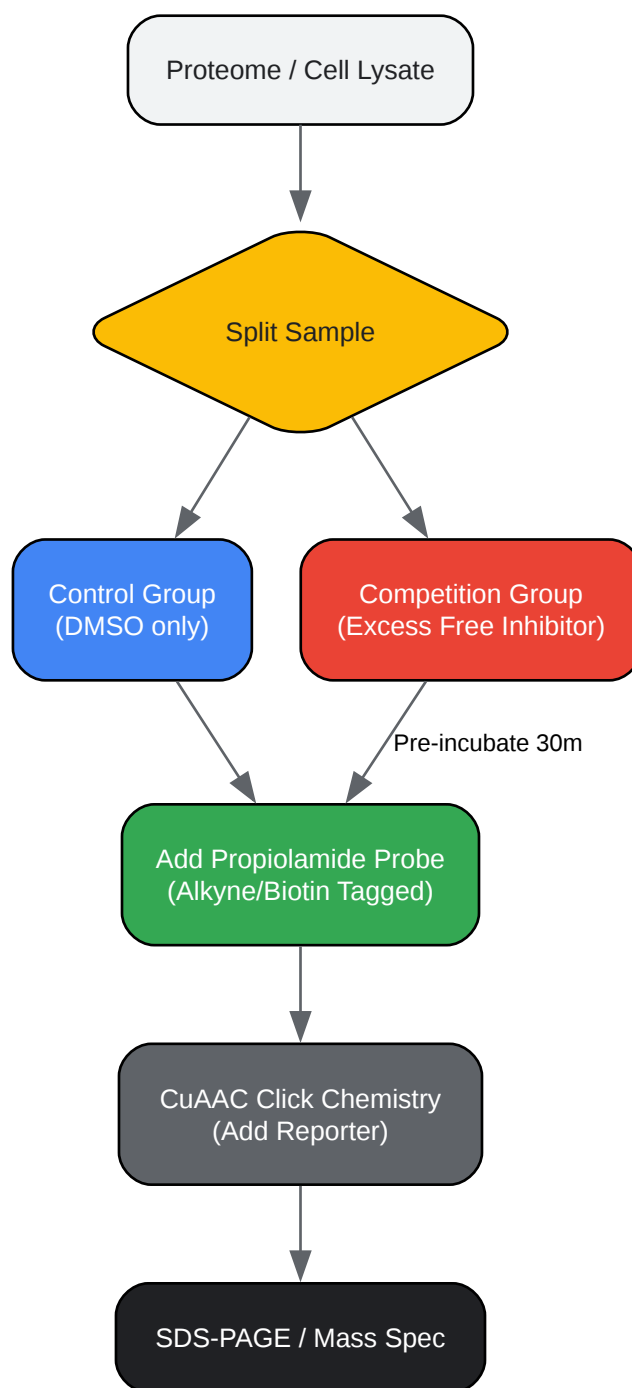 Proteome / Cell Lysate
Split Sample
Control Group
(DMSO only)
Competition Group
(Excess Free Inhibitor)
Pre-incubate 30m
Add Propiolamide Probe
(Alkyne/Biotin Tagged)
CuAAC Click Chemistry
(Add Reporter)
SDS-PAGE / Mass Spec